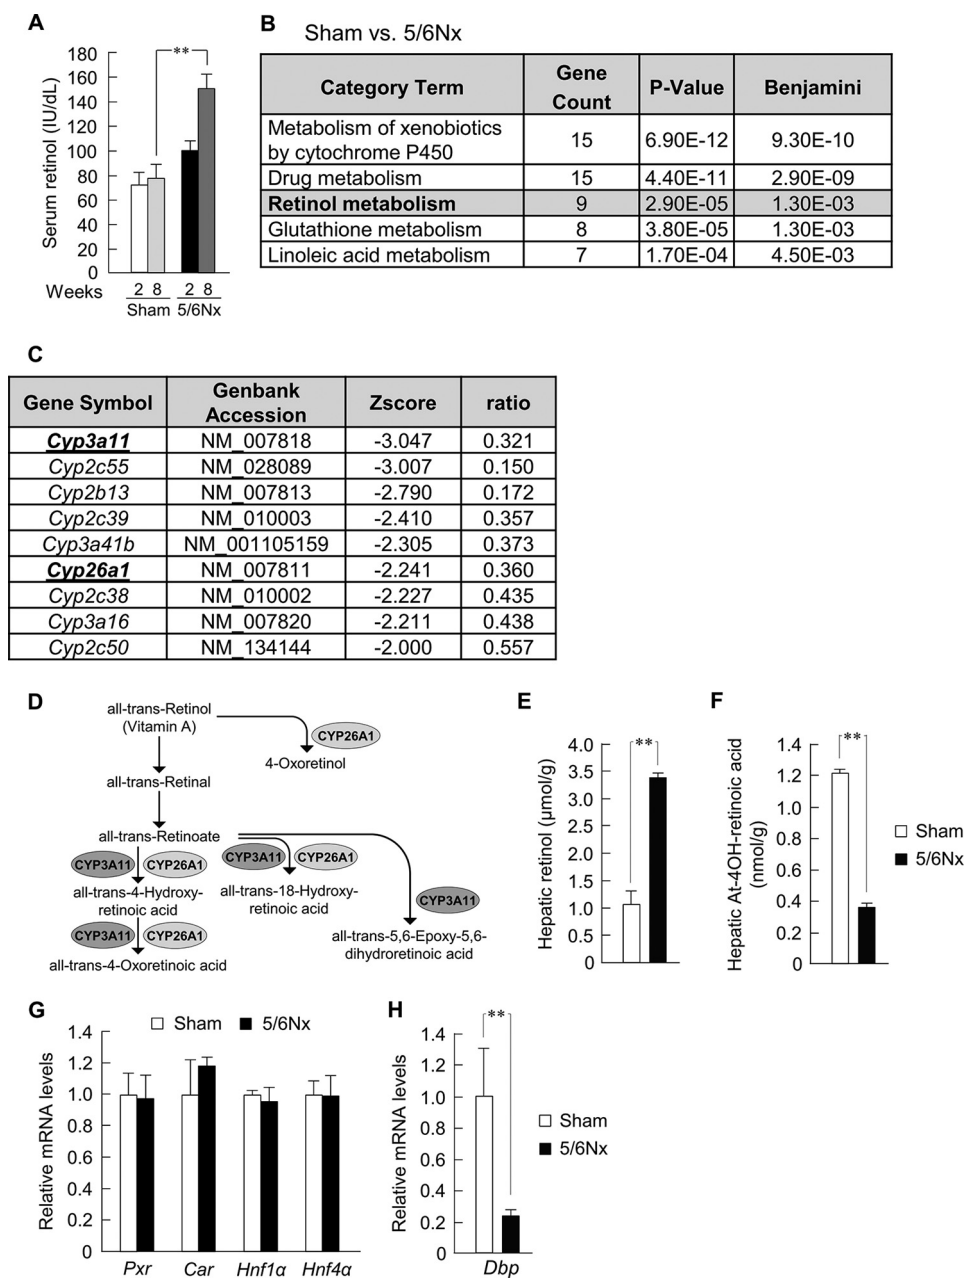 A
Serum retinol (IU/dL)
180
160
140
120
100
80
60
40
20
0
**
Weeks 2 8 2 8
Sham 5/6Nx
B Sham vs. 5/6Nx
Category Term Gene Count P-Value Benjamini
Metabolism of xenobiotics
by cytochrome P450 15 6.90E-12 9.30E-10
Drug metabolism 15 4.40E-11 2.90E-09
Retinol metabolism 9 2.90E-05 1.30E-03
Glutathione metabolism 8 3.80E-05 1.30E-03
Linoleic acid metabolism 7 1.70E-04 4.50E-03
C
Gene Symbol Genbank Accession Zscore ratio
Cyp3a11 NM_007818 -3.047 0.321
Cyp2c55 NM_028089 -3.007 0.150
Cyp2b13 NM_007813 -2.790 0.172
Cyp2c39 NM_010003 -2.410 0.357
Cyp3a41b NM_001105159 -2.305 0.373
Cyp26a1 NM_007811 -2.241 0.360
Cyp2c38 NM_010002 -2.227 0.435
Cyp3a16 NM_007820 -2.211 0.438
Cyp2c50 NM_134144 -2.000 0.557
D
all-trans-Retinol
(Vitamin A)
CYP26A1
4-Oxoretinol
all-trans-Retinal
all-trans-Retinoate
CYP3A11 CYP26A1 CYP3A11 CYP26A1
all-trans-4-Hydroxy-
retinoic acid
all-trans-18-Hydroxy-
retinoic acid
CYP3A11
CYP3A11 CYP26A1
all-trans-5,6-Epoxy-5,6-
dihydroretinoic acid
all-trans-4-Oxoretinoic acid
E
Hepatic retinol (μmol/g)
4.0
3.5
3.0
2.5
2.0
1.5
1.0
0.5
0
**
F
Hepatic At-4OH-retinoic acid
(nmol/g)
1.4
1.2
1.0
0.8
0.6
0.4
0.2
0
**
Sham
5/6Nx
G
Sham 5/6Nx
Relative mRNA levels
1.4
1.2
1.0
0.8
0.6
0.4
0.2
0
Pxr Car Hnf1α Hnf4α
H
Relative mRNA levels
1.4
1.2
1.0
0.8
0.6
0.4
0.2
0
**
Dbp
Sham
5/6Nx